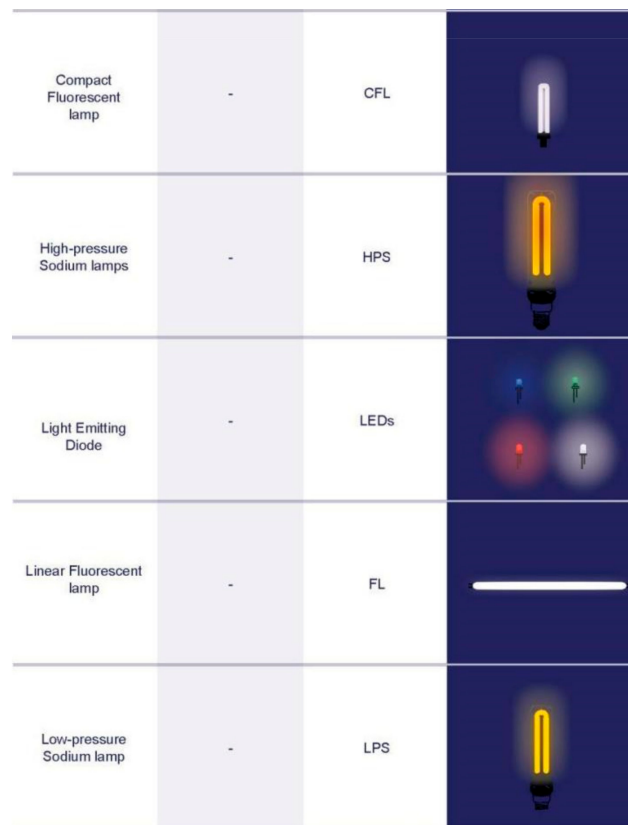 Compact
Fluorescent
lamp
-
CFL
High-pressure
Sodium lamps
-
HPS
Light Emitting
Diode
-
LEDs
Linear Fluorescent
lamp
-
FL
Low-pressure
Sodium lamp
-
LPS